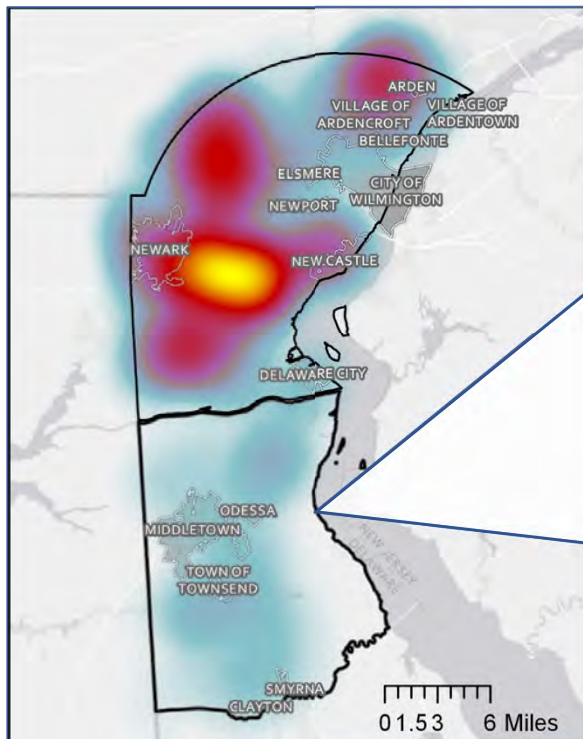 ARDEN
VILLAGE OF
ARDENCROFT
VILLAGE OF
ARDENTOWN
BELLEFONTE
ELSMERE
CITY OF
WILMINGTON
NEWPORT
NEWARK
NEW CASTLE
DELAWARE CITY
ODESSA
MIDDLETOWN
TOWN OF
TOWNSEND
NEW JERSEY
DELAWARE
SMYRNA
CLAYTON
0 1.5 3 6 Miles